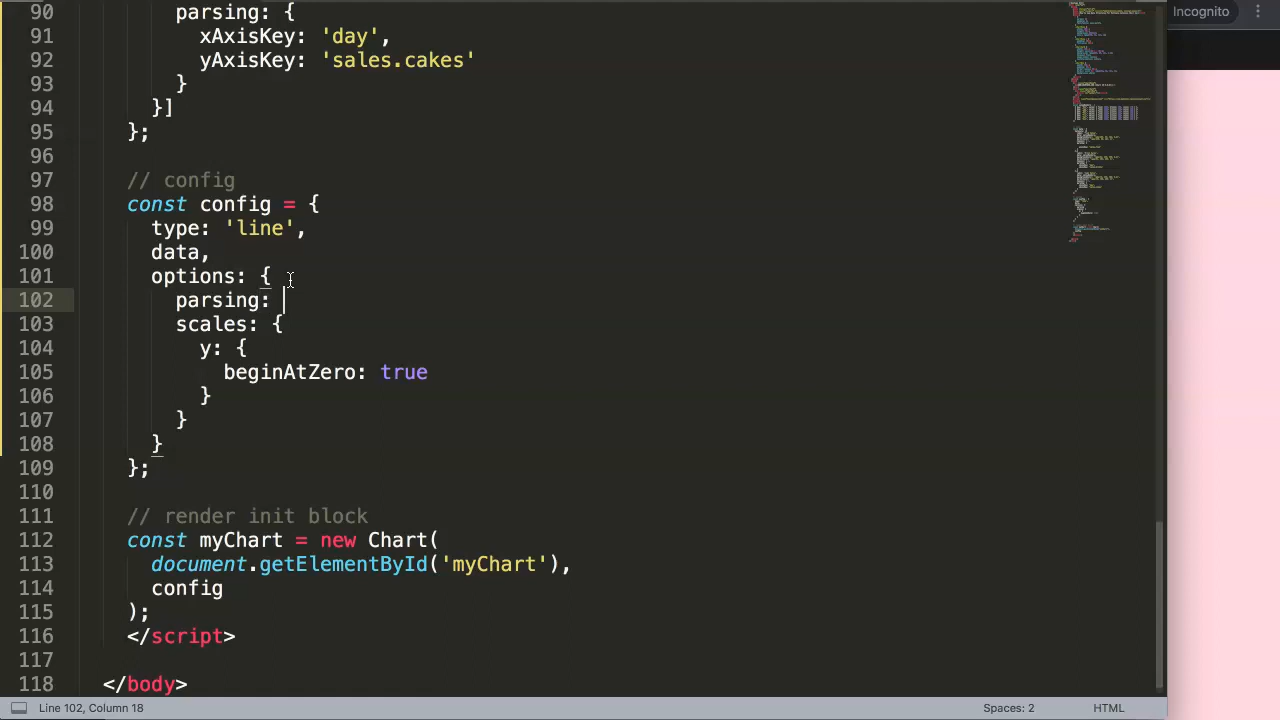 90 parsing: {
91 xAxisKey: 'day',
92 yAxisKey: 'sales.cakes'
93 }
94 }]
95 };
96
97 // config
98 const config = {
99 type: 'line',
100 data,
101 options: {
102 parsing:
103 scales: {
104 y: {
105 beginAtZero: true
106 }
107 }
108 }
109 };
110
111 // render init block
112 const myChart = new Chart(
113 document.getElementById('myChart'),
114 config
115 );
116 </script>
117
118 </body>
Line 102, Column 18
Spaces: 2
HTML
Incognito